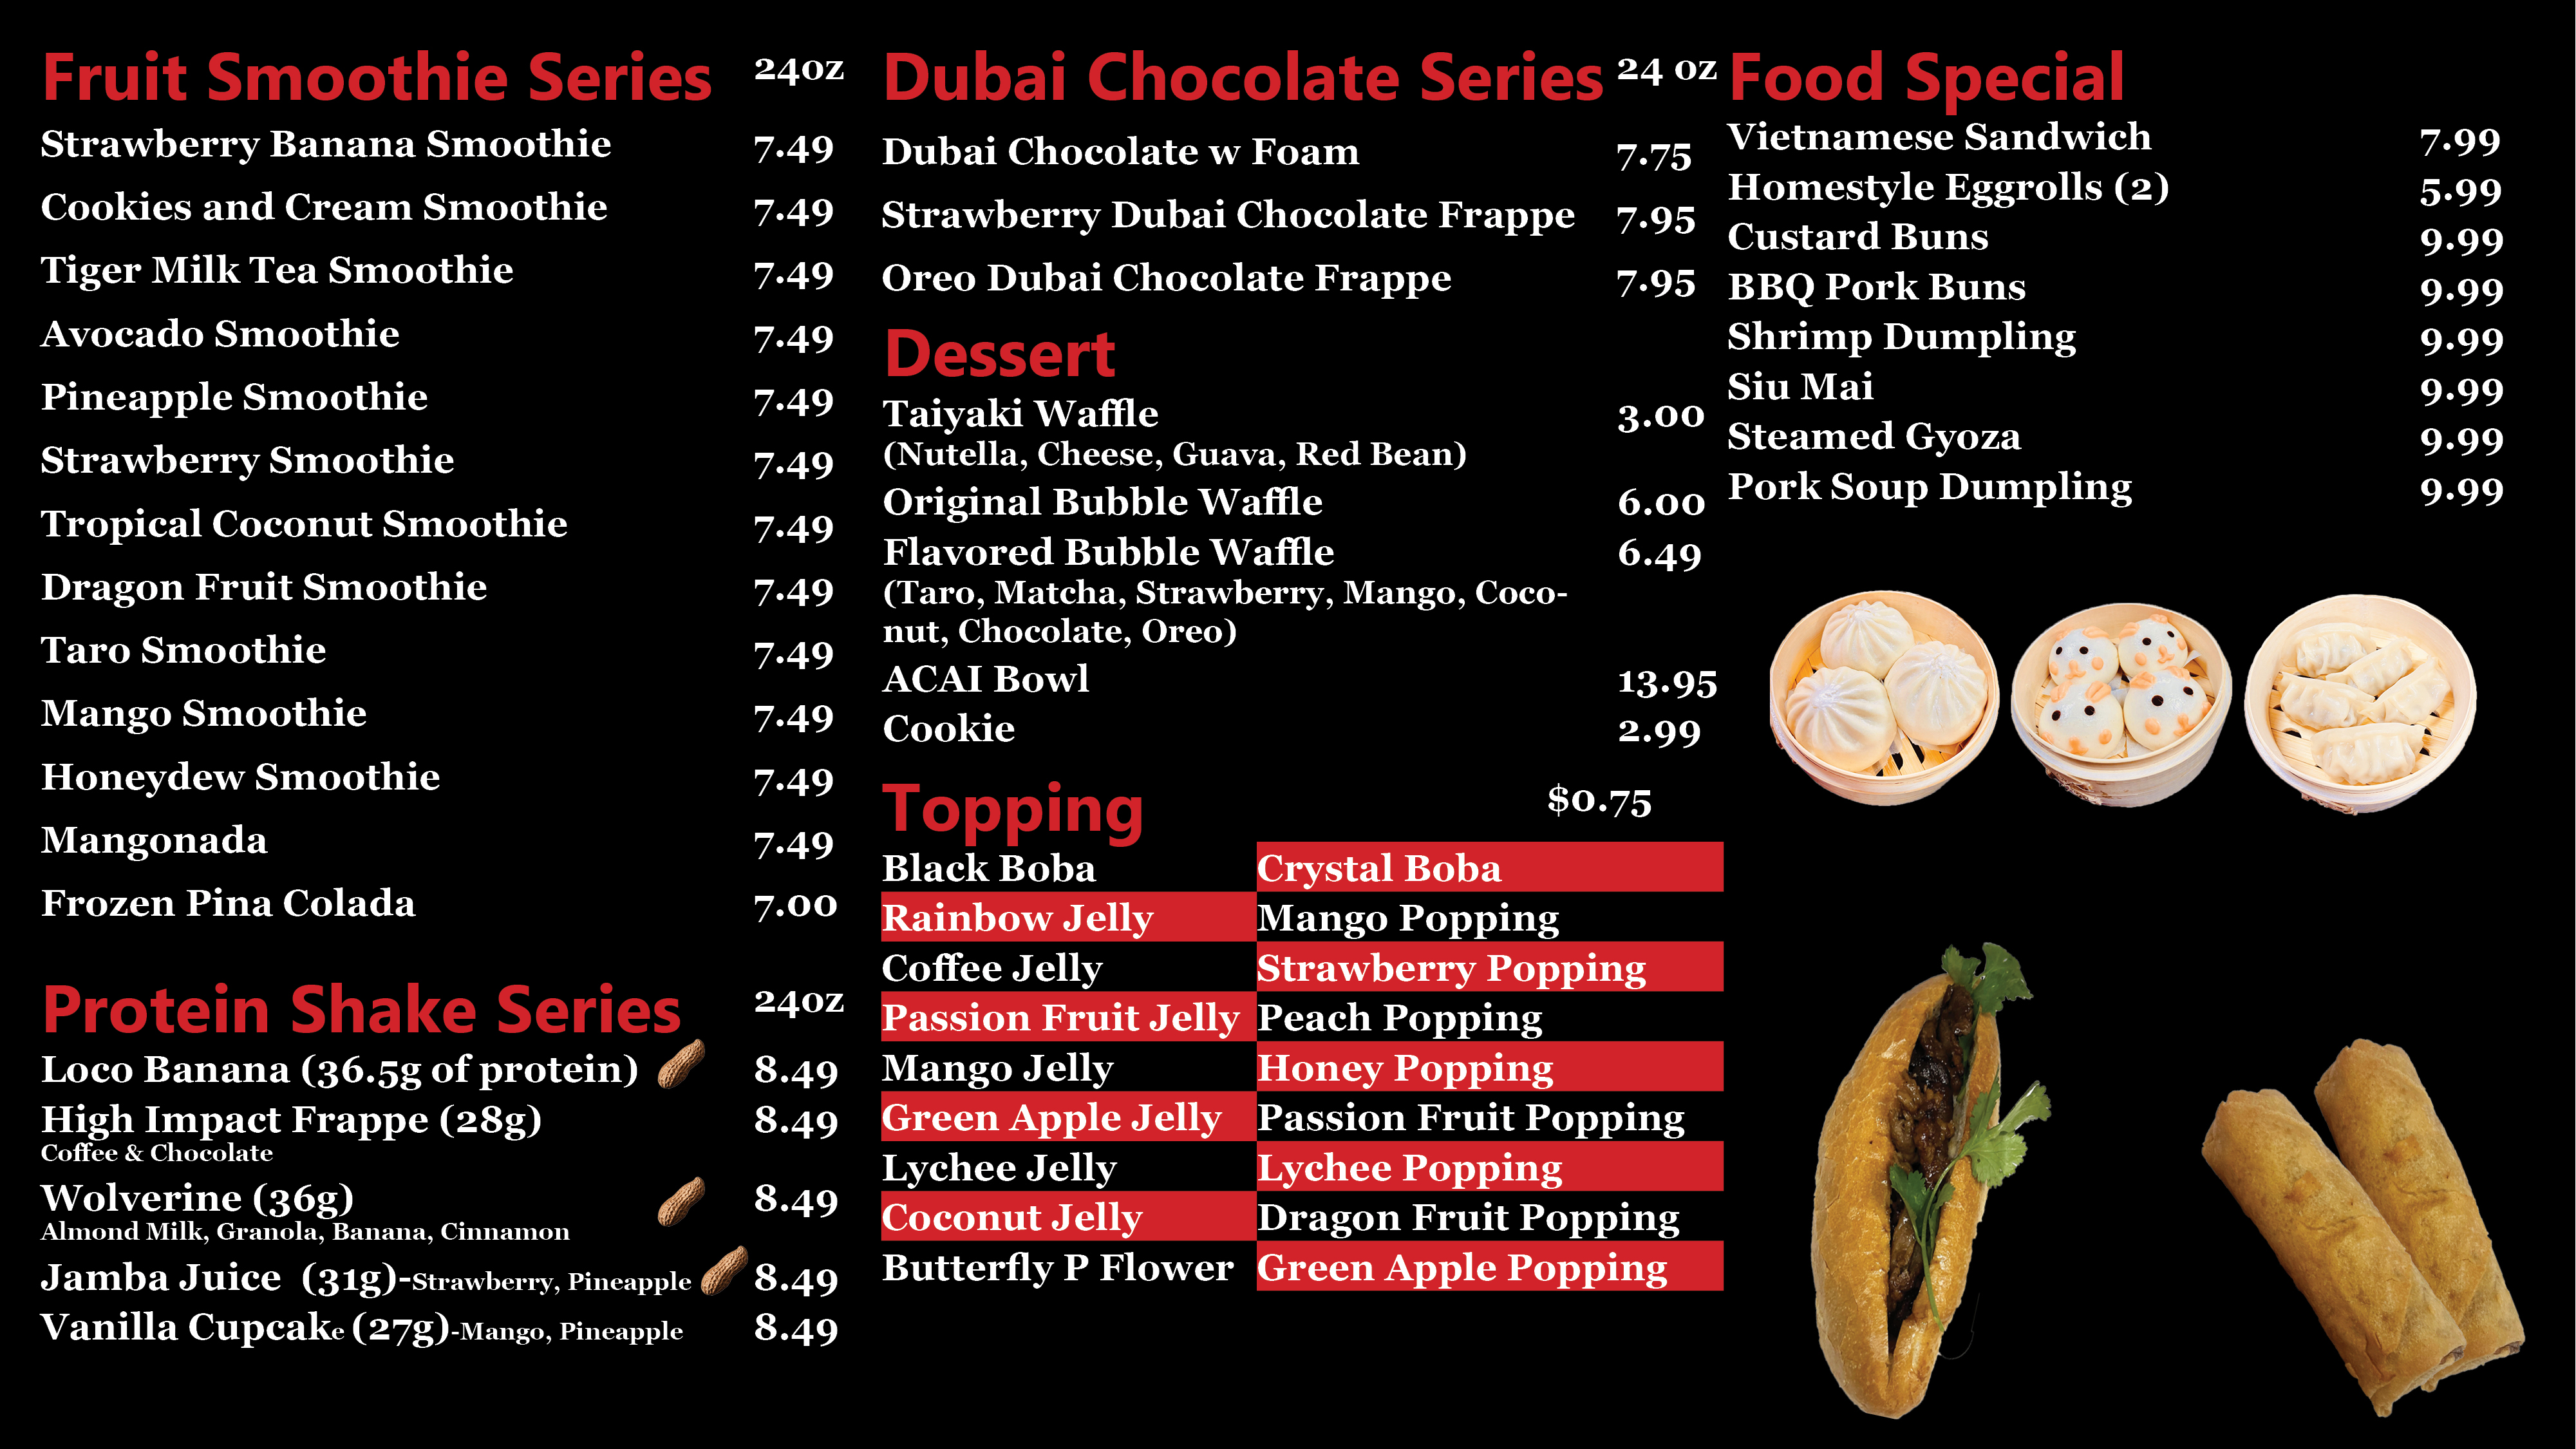 Fruit Smoothie Series 24oz
Strawberry Banana Smoothie 7.49
Cookies and Cream Smoothie 7.49
Tiger Milk Tea Smoothie 7.49
Avocado Smoothie 7.49
Pineapple Smoothie 7.49
Strawberry Smoothie 7.49
Tropical Coconut Smoothie 7.49
Dragon Fruit Smoothie 7.49
Taro Smoothie 7.49
Mango Smoothie 7.49
Honeydew Smoothie 7.49
Mangonada 7.49
Frozen Pina Colada 7.00
Protein Shake Series 24oz
Loco Banana (36.5g of protein) 8.49
High Impact Frappe (28g) 8.49
Coffee & Chocolate
Wolverine (36g) 8.49
Almond Milk, Granola, Banana, Cinnamon
Jamba Juice (31g)-Strawberry, Pineapple 8.49
Vanilla Cupcake (27g)-Mango, Pineapple 8.49
Dubai Chocolate Series 24 oz
Dubai Chocolate w Foam 7.75
Strawberry Dubai Chocolate Frappe 7.95
Oreo Dubai Chocolate Frappe 7.95
Dessert
Taiyaki Waffle 3.00
(Nutella, Cheese, Guava, Red Bean)
Original Bubble Waffle 6.00
Flavored Bubble Waffle 6.49
(Taro, Matcha, Strawberry, Mango, Coco-
nut, Chocolate, Oreo)
ACAI Bowl 13.95
Cookie 2.99
Topping $0.75
Black Boba Crystal Boba
Rainbow Jelly Mango Popping
Coffee Jelly Strawberry Popping
Passion Fruit Jelly Peach Popping
Mango Jelly Honey Popping
Green Apple Jelly Passion Fruit Popping
Lychee Jelly Lychee Popping
Coconut Jelly Dragon Fruit Popping
Butterfly P Flower Green Apple Popping
Food Special
Vietnamese Sandwich 7.99
Homestyle Eggrolls (2) 5.99
Custard Buns 9.99
BBQ Pork Buns 9.99
Shrimp Dumpling 9.99
Siu Mai 9.99
Steamed Gyoza 9.99
Pork Soup Dumpling 9.99